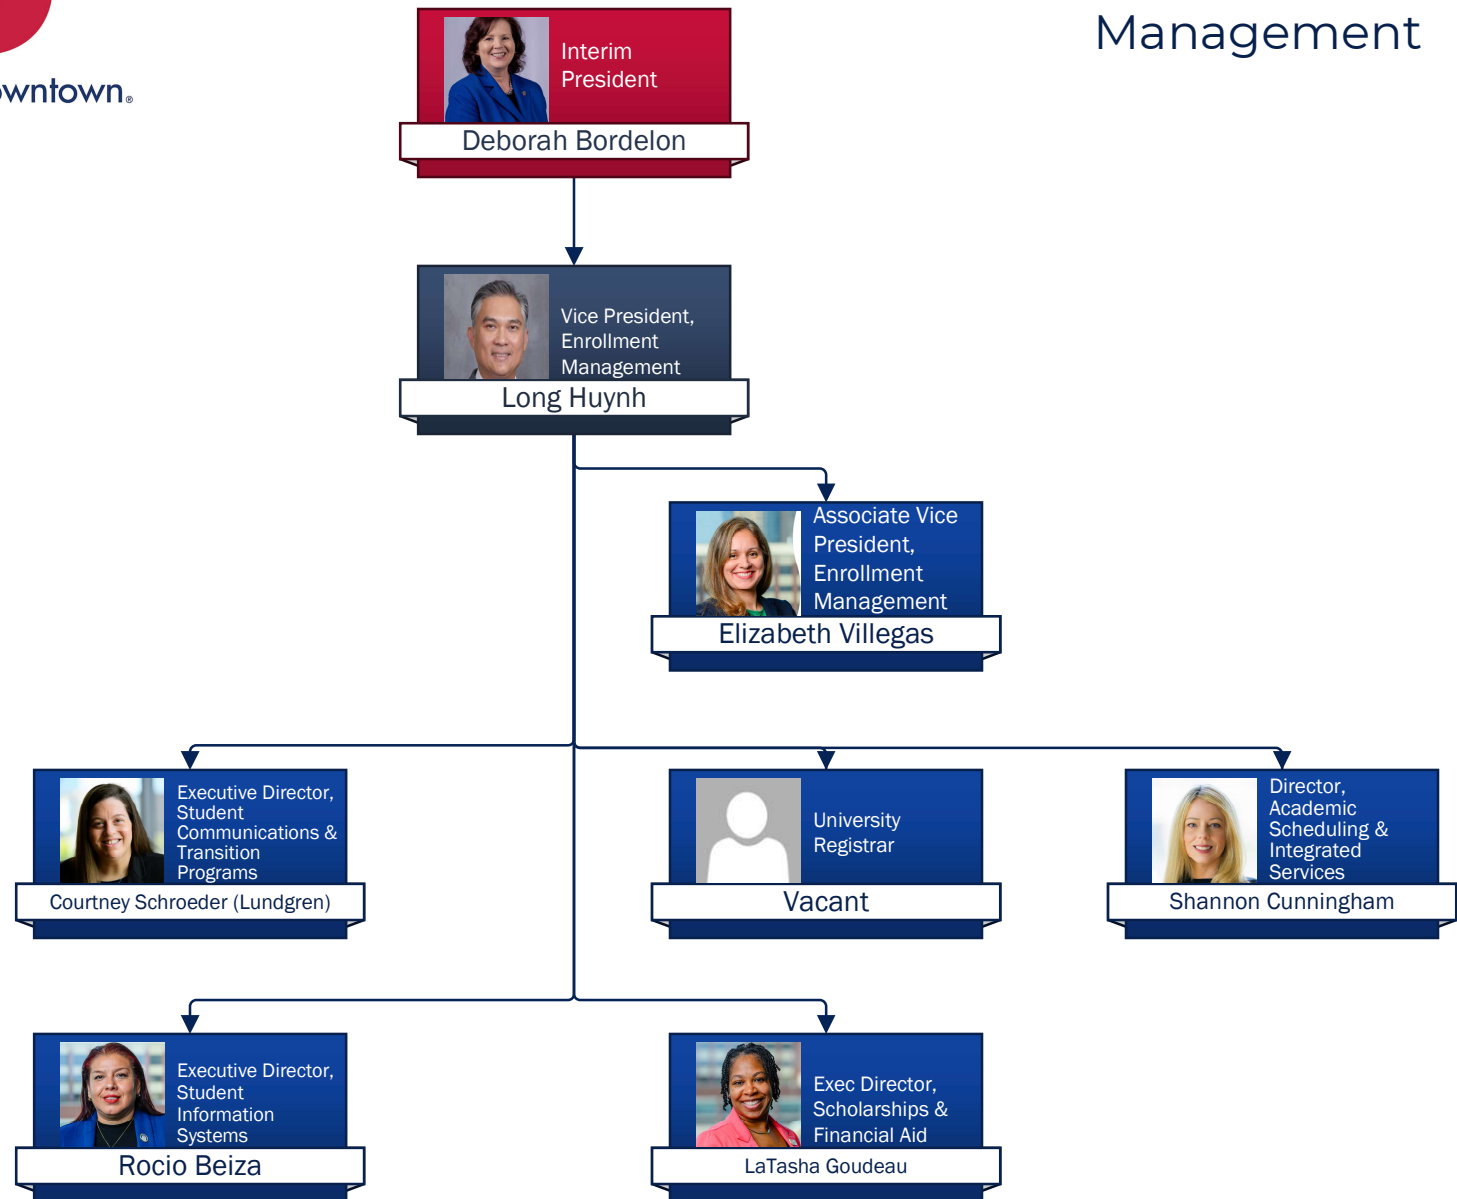 Management
Interim
President
Deborah Bordelon
Vice President,
Enrollment
Management
Long Huynh
Associate Vice
President,
Enrollment
Management
Elizabeth Villegas
Executive Director,
Student
Communications &
Transition
Programs
Courtney Schroeder (Lundgren)
University
Registrar
Vacant
Director,
Academic
Scheduling &
Integrated
Services
Shannon Cunningham
Executive Director,
Student
Information
Systems
Rocio Beiza
Exec Director,
Scholarships &
Financial Aid
LaTasha Goudeau